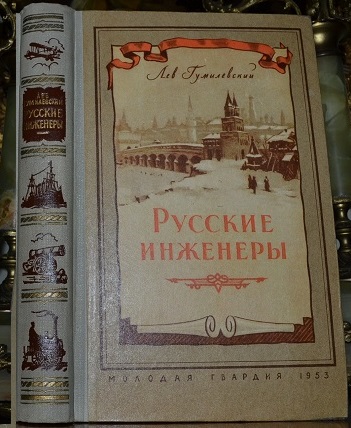 Лев Гумилевский
Русские
инженеры
МОЛОДАЯ ГВАРДИЯ 1953
ЛЕВ
ГУМИЛЕВСКИЙ
РУССКИЕ
ИНЖЕНЕРЫ